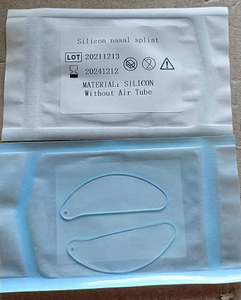 Silicon nasal splint
LOT 20211213
20241212
MATERIAL: SILICON
Without Air Tube